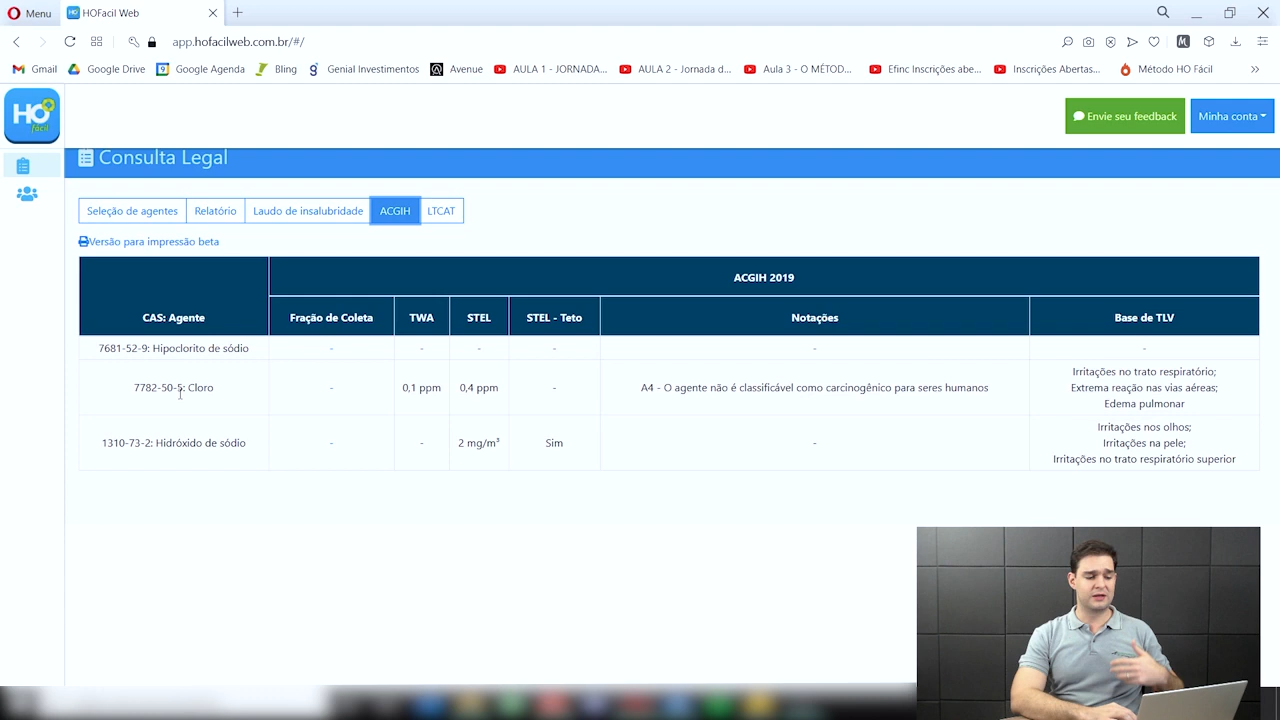 Menu
HOFacil Web
app.hofacilweb.com.br/#/
Gmail
Google Drive
Google Agenda
Bling
Genial Investimentos
Avenue
AULA 1 - JORNADA...
AULA 2 - Jornada d...
Aula 3 - O MÉTOD...
Efinc Inscrições abe...
Inscrições Abertas...
Método HO Fácil
HO
fácil
Envie seu feedback
Minha conta
Consulta Legal
Seleção de agentes
Relatório
Laudo de insalubridade
ACGIH
LTCAT
Versão para impressão beta
CAS: Agente
ACGIH 2019
Fração de Coleta
TWA
STEL
STEL - Teto
Notações
Base de TLV
7681-52-9: Hipoclorito de sódio - - - - - -
7782-50-5: Cloro - 0,1 ppm 0,4 ppm - A4 - O agente não é classificável como carcinogênico para seres humanos
Irritações no trato respiratório;
Extrema reação nas vias aéreas;
Edema pulmonar
1310-73-2: Hidróxido de sódio - - 2 mg/m³ Sim -
Irritações nos olhos;
Irritações na pele;
Irritações no trato respiratório superior